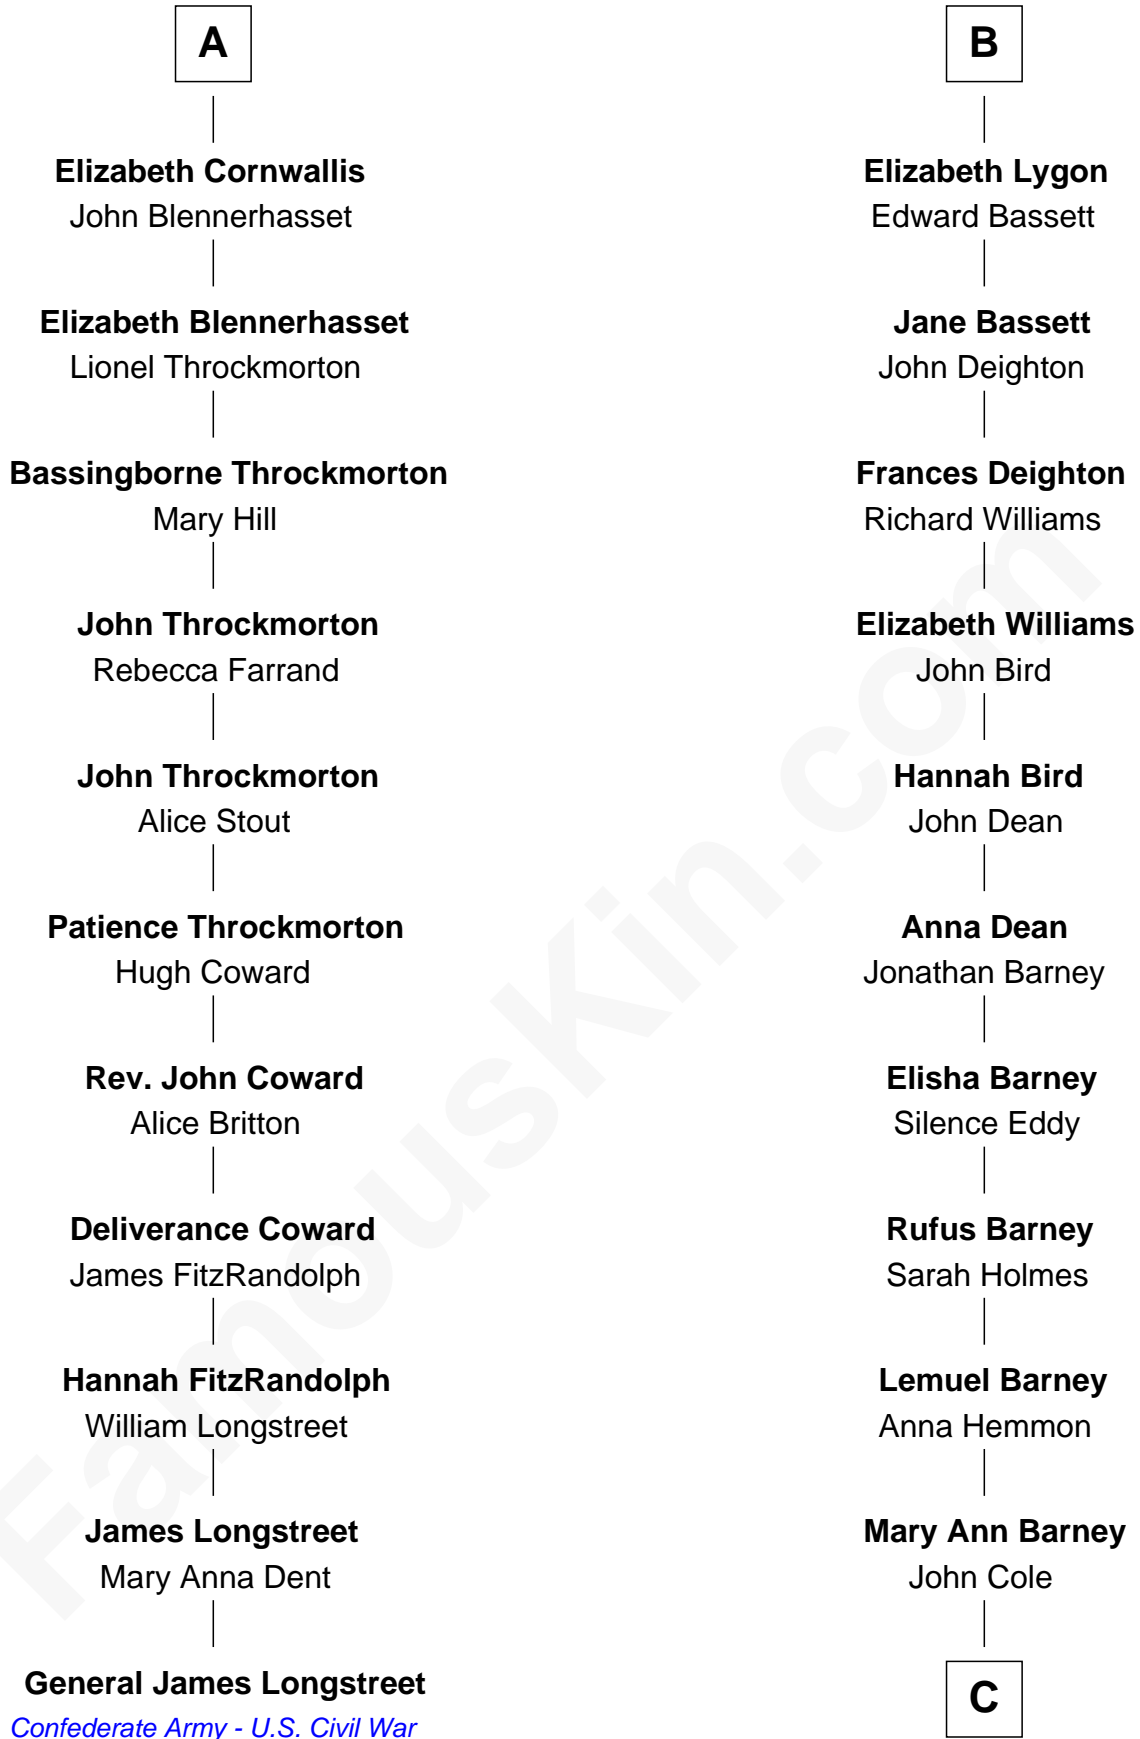 A
Elizabeth Cornwallis
John Blennerhasset
Elizabeth Blennerhasset
Lionel Throckmorton
Bassingborne Throckmorton
Mary Hill
John Throckmorton
Rebecca Farrand
John Throckmorton
Alice Stout
Patience Throckmorton
Hugh Coward
Rev. John Coward
Alice Britton
Deliverance Coward
James FitzRandolph
Hannah FitzRandolph
William Longstreet
James Longstreet
Mary Anna Dent
General James Longstreet
Confederate Army - U.S. Civil War
B
Elizabeth Lygon
Edward Bassett
Jane Bassett
John Deighton
Frances Deighton
Richard Williams
Elizabeth Williams
John Bird
Hannah Bird
John Dean
Anna Dean
Jonathan Barney
Elisha Barney
Silence Eddy
Rufus Barney
Sarah Holmes
Lemuel Barney
Anna Hemmon
Mary Ann Barney
John Cole
C
FamousKin.com